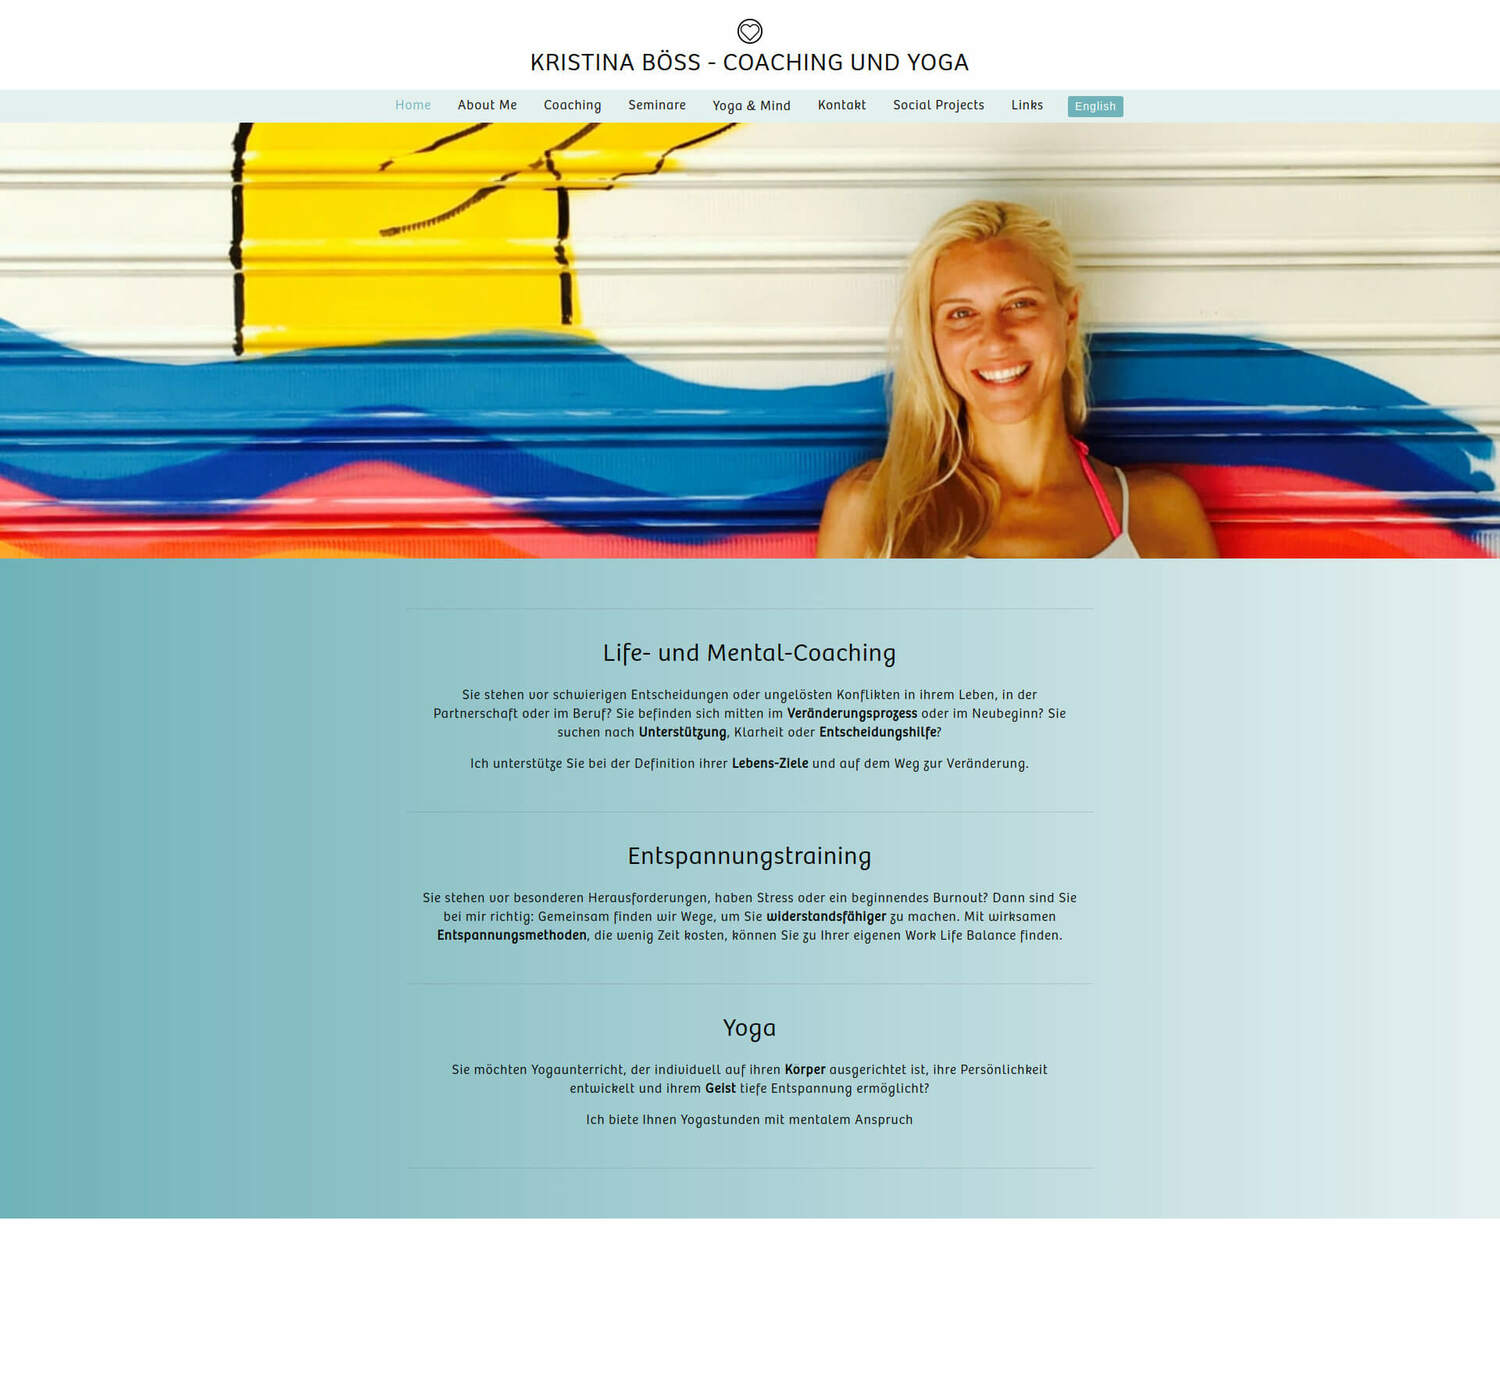 KRISTINA BÖSS - COACHING UND YOGA
Home About Me Coaching Seminare Yoga & Mind Kontakt Social Projects Links English
Life- und Mental-Coaching
Sie stehen vor schwierigen Entscheidungen oder ungelösten Konflikten in ihrem Leben, in der
Partnerschaft oder im Beruf? Sie befinden sich mitten im Veränderungsprozess oder im Neubeginn? Sie
suchen nach Unterstützung, Klarheit oder Entscheidungshilfe?
Ich unterstütze Sie bei der Definition ihrer Lebens-Ziele und auf dem Weg zur Veränderung.
Entspannungstraining
Sie stehen vor besonderen Herausforderungen, haben Stress oder ein beginnendes Burnout? Dann sind Sie
bei mir richtig: Gemeinsam finden wir Wege, um Sie widerstandsfähiger zu machen. Mit wirksamen
Entspannungsmethoden, die wenig Zeit kosten, können Sie zu Ihrer eigenen Work Life Balance finden.
Yoga
Sie möchten Yogaunterricht, der individuell auf ihren Körper ausgerichtet ist, ihre Persönlichkeit
entwickelt und ihrem Geist tiefe Entspannung ermöglicht?
Ich biete Ihnen Yogastunden mit mentalem Anspruch